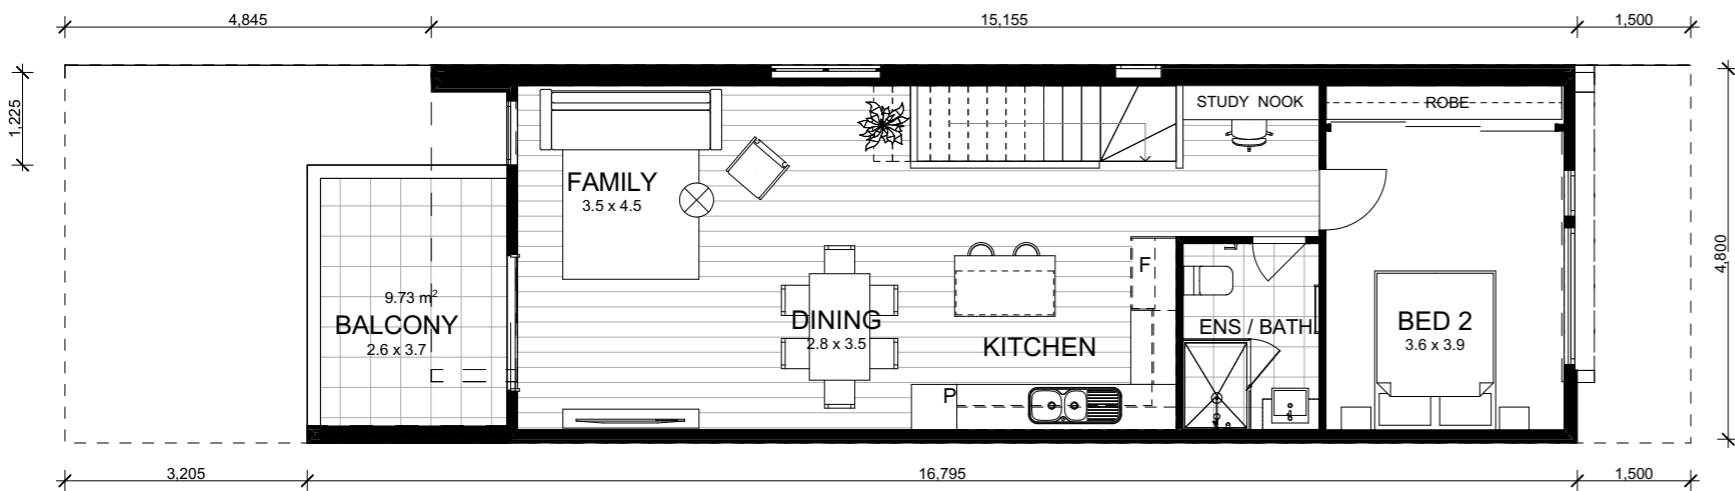 4,845
15,155
1,500
1,225
STUDY NOOK
ROBE
FAMILY
3.5 x 4.5
4,800
F
9.73 m²
BALCONY
2.6 x 3.7
DINING
2.8 x 3.5
KITCHEN
ENS / BATH
BED 2
3.6 x 3.9
P
3,205
16,795
1,500